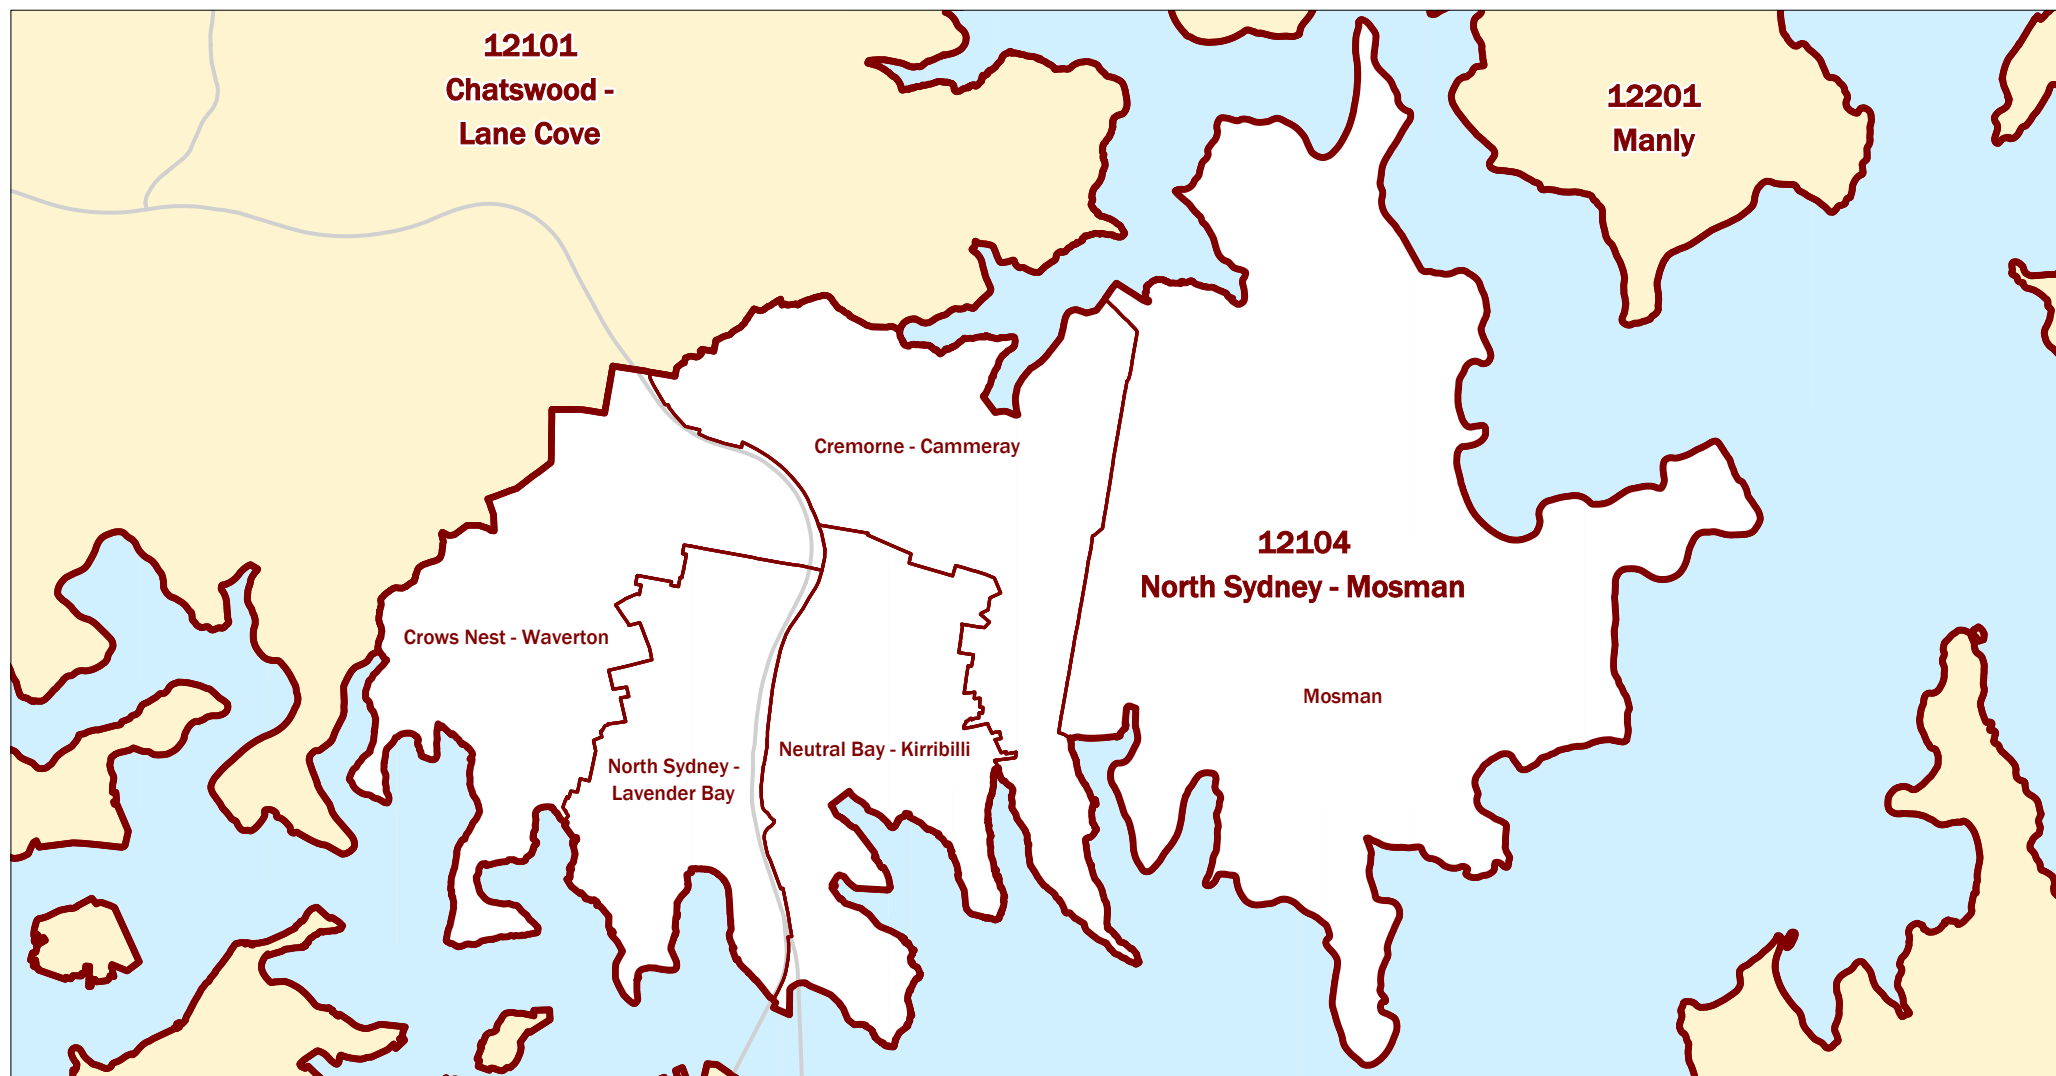 12101
Chatswood -
Lane Cove
12201
Manly
Cremorne - Cammeray
12104
North Sydney - Mosman
Crows Nest - Waverton
Mosman
Neutral Bay - Kirribilli
North Sydney -
Lavender Bay